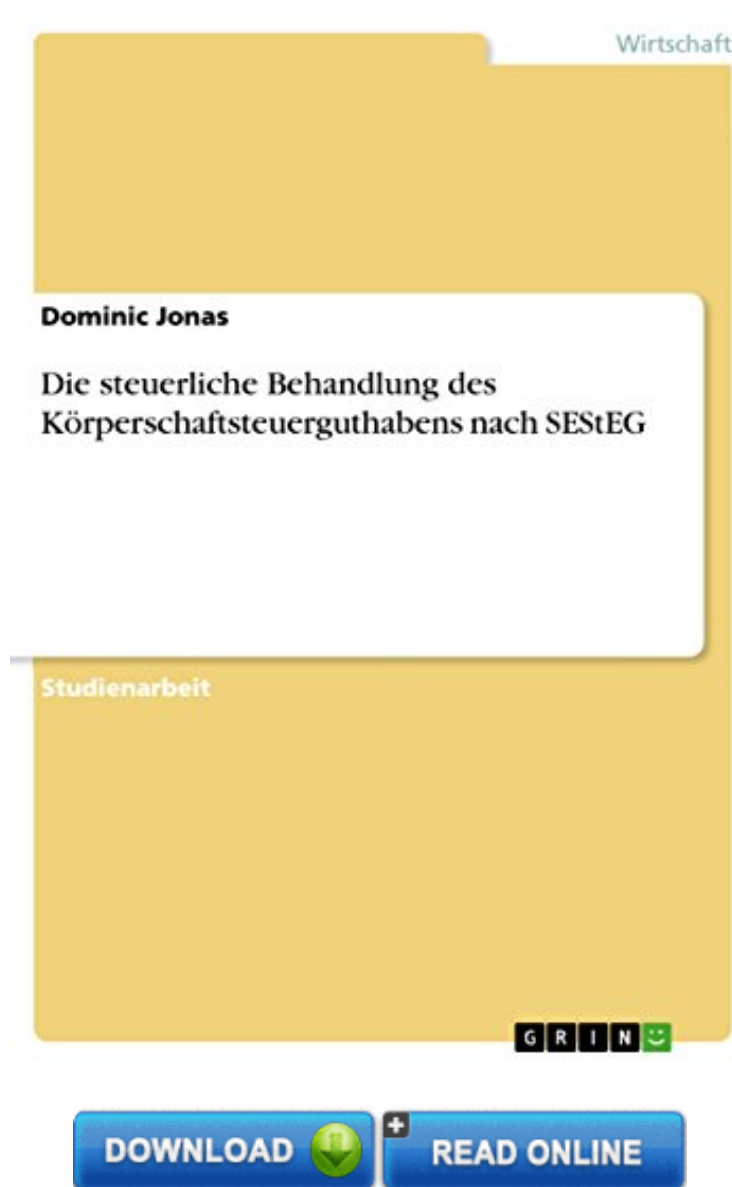 Wirtschaft
Dominic Jonas
Die steuerliche Behandlung des
Körperschaftsteuerguthabens nach SEStEG
Studienarbeit
GRIN
DOWNLOAD
READ ONLINE